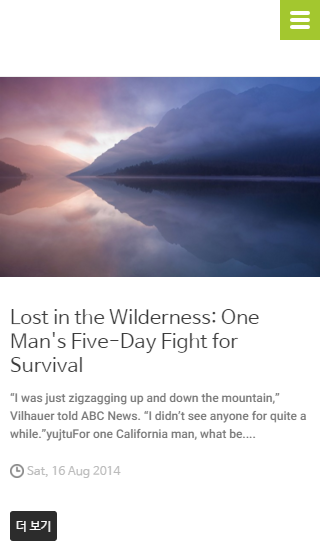 Lost in the Wilderness: One
Man's Five-Day Fight for
Survival
“I was just zigzagging up and down the mountain,”
Vilhauer told ABC News. “I didn’t see anyone for quite a
while.”yujtuFor one California man, what be....
Sat, 16 Aug 2014
더 보기